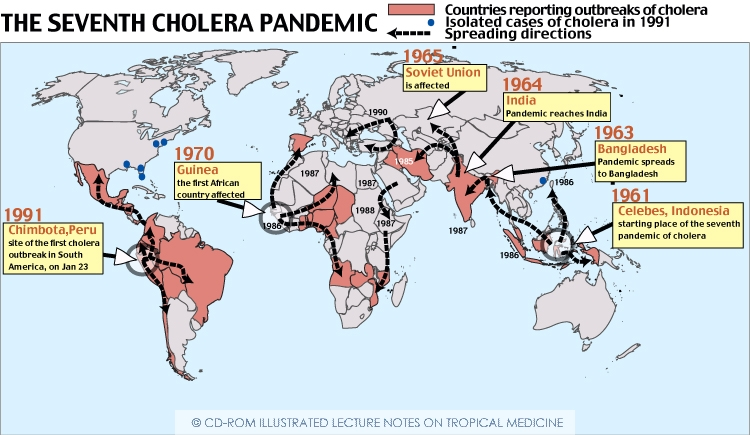 THE SEVENTH CHOLERA PANDEMIC
Countries reporting outbreaks of cholera
Isolated cases of cholera in 1991
Spreading directions
1965
Soviet Union
is affected
1964
India
Pandemic reaches India
1963
Bangladesh
Pandemic spreads
to Bangladesh
1961
Celebes, Indonesia
starting place of the seventh
pandemic of cholera
1970
Guinea
the first African
country affected
1991
Chimbota,Peru
site of the first cholera
outbreak in South
America, on Jan 23
1990
1985
1987
1987
1988
1987
1986
1987
1986
1986
© CD-ROM ILLUSTRATED LECTURE NOTES ON TROPICAL MEDICINE